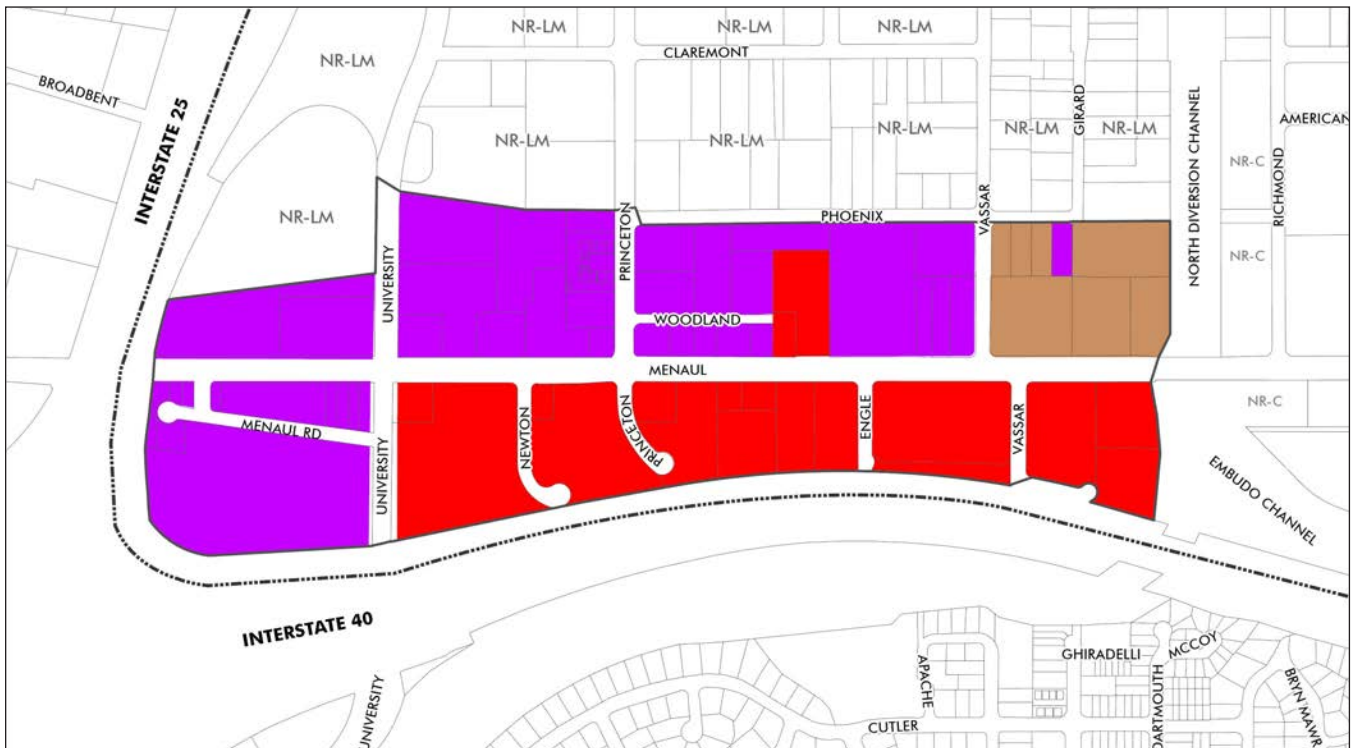 NR-LM
NR-LM
NR-LM
CLAREMONT
NR-LM
BROADBENT
INTERSTATE 25
NR-LM
NR-LM
NR-LM
NR-LM
GIRARD
NR-LM
NORTH DIVERSION CHANNEL
NR-C
RICHMOND
AMERICAN
NR-LM
UNIVERSITY
PRINCETON
PHOENIX
VASSAR
NR-C
WOODLAND
MENAUL
MENAUL RD
UNIVERSITY
NEWTON
PRINCETON
ENGLE
VASSAR
NR-C
EMBUDO CHANNEL
INTERSTATE 40
UNIVERSITY
APACHE
CUTLER
GHIRADELLI
DARTMOUTH
MCCOY
BRYN MAWR